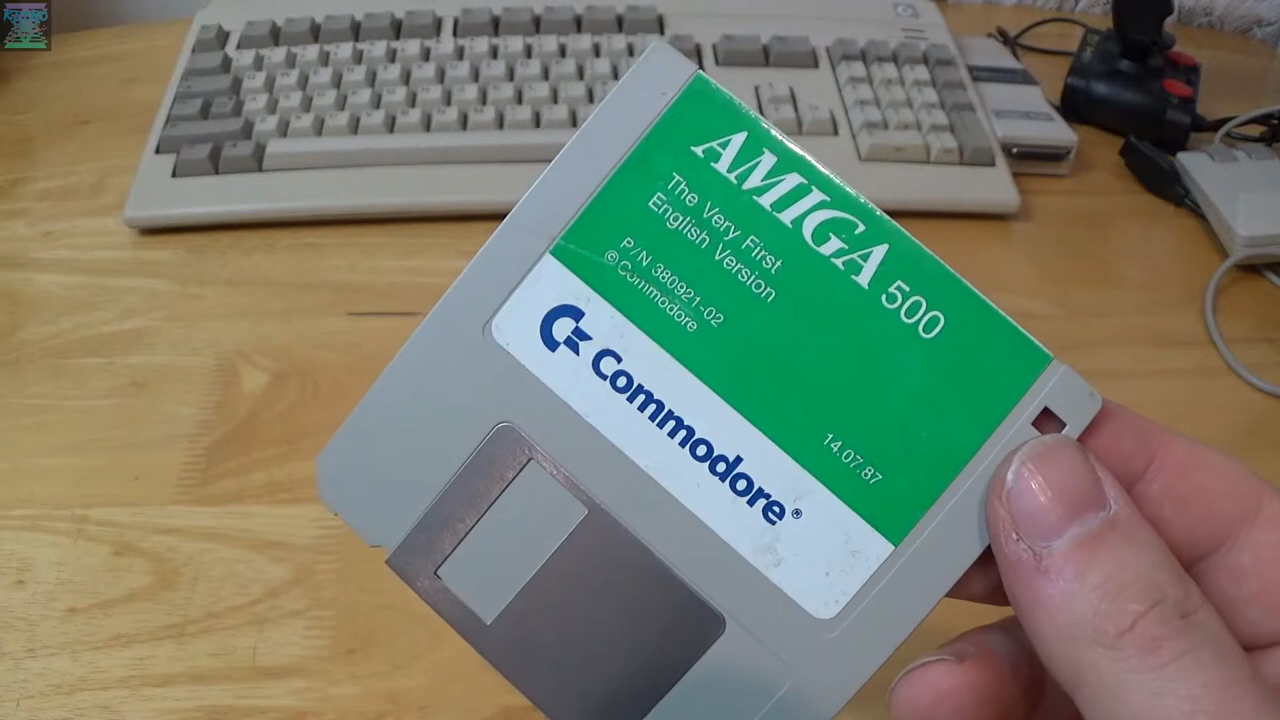 AMIGA 500
The Very First
English Version
P/N 380921-02
© Commodore
14.07.87
Commodore®